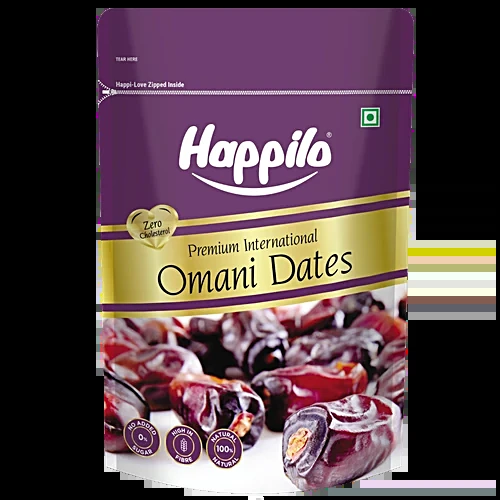 TEAR HERE
Happi-Love Zipped Inside
Happilo®
Zero
Cholesterol
Premium International
Omani Dates
NO ADDED
0%
SUGAR
HIGH IN
FIBRE
NATURAL
100%
NATURAL